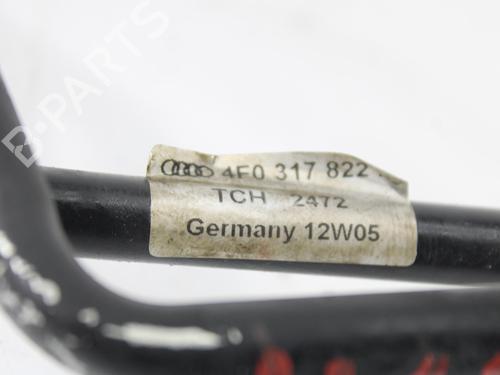 B-PARTS
4F0 317 822
TCH 2472
Germany 12W05